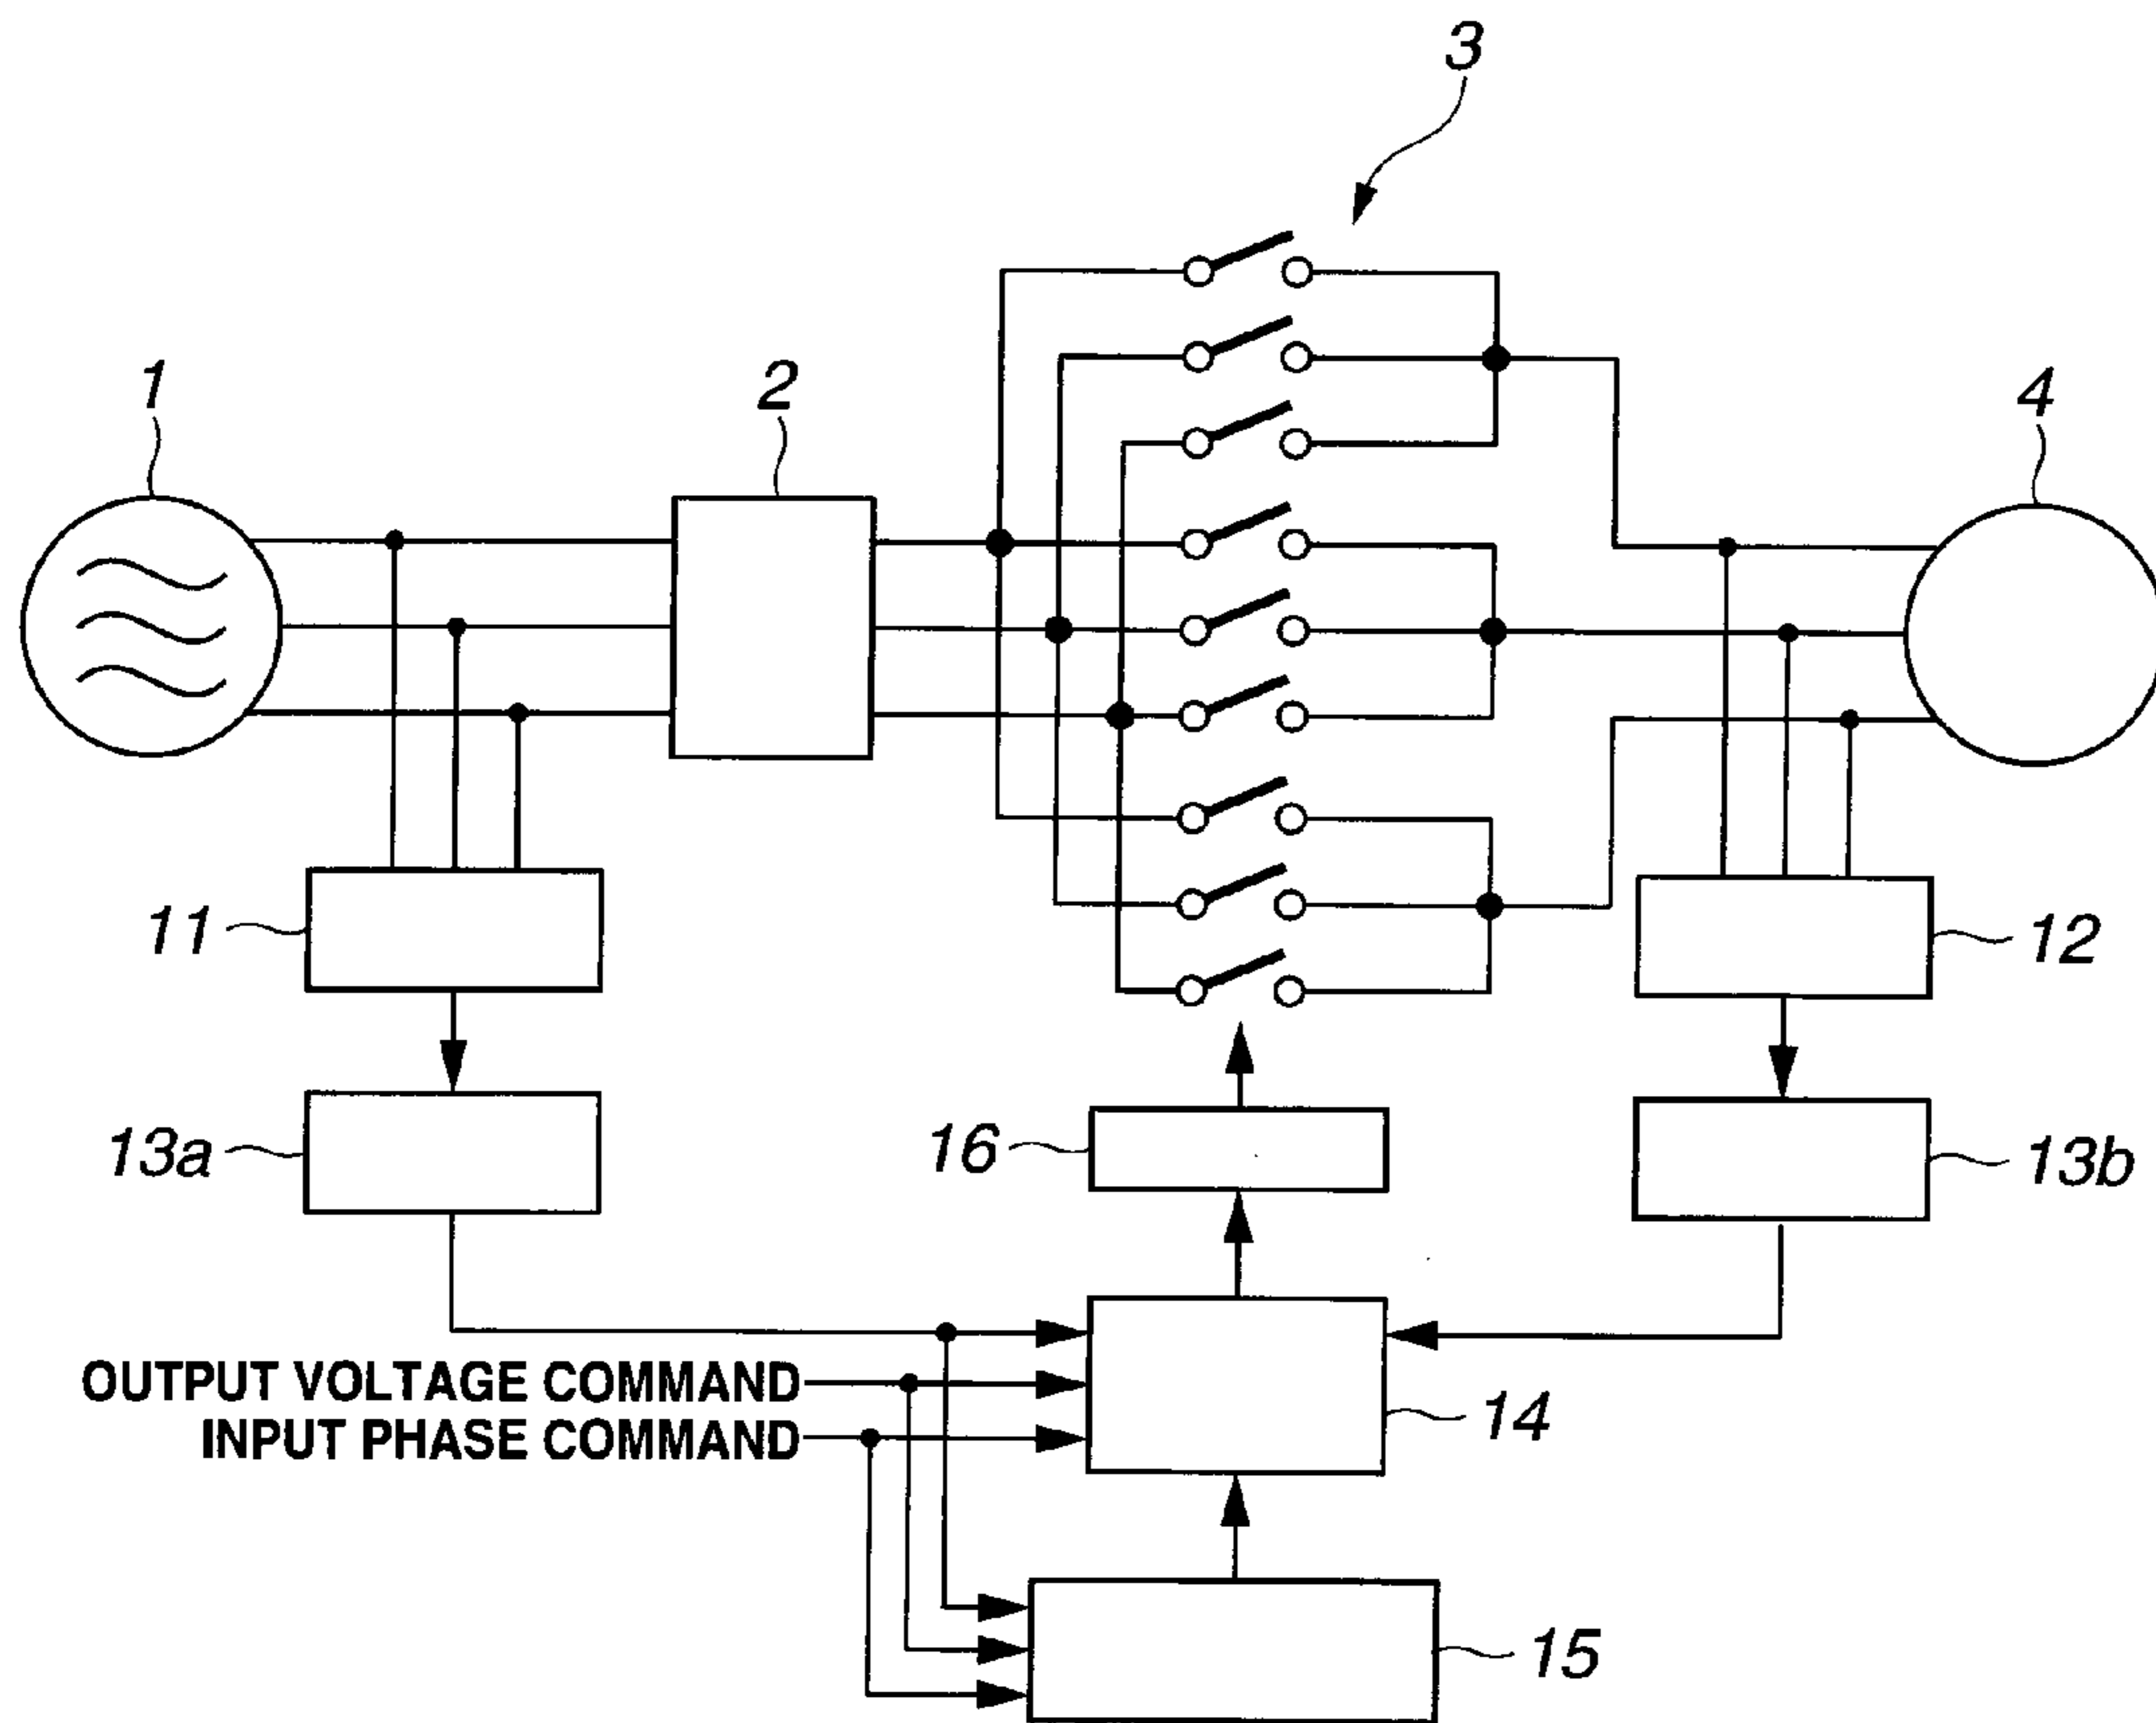 3
1
2
4
11
12
13a
16
13b
OUTPUT VOLTAGE COMMAND
14
INPUT PHASE COMMAND
15